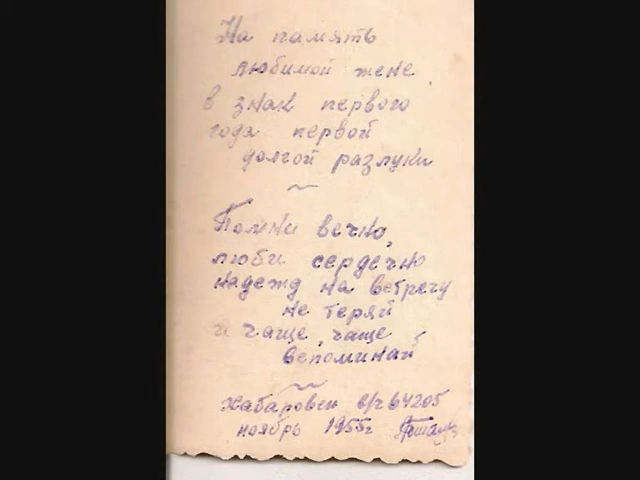 На память
любимой жене
в знак первого
года первой
долгой разлуки
Помни вечно,
люби сердечно
надежд на встречу
не теряй
и чаще, чаще
вспоминай
Хабаровск в/ч 64205
ноябрь 1955г